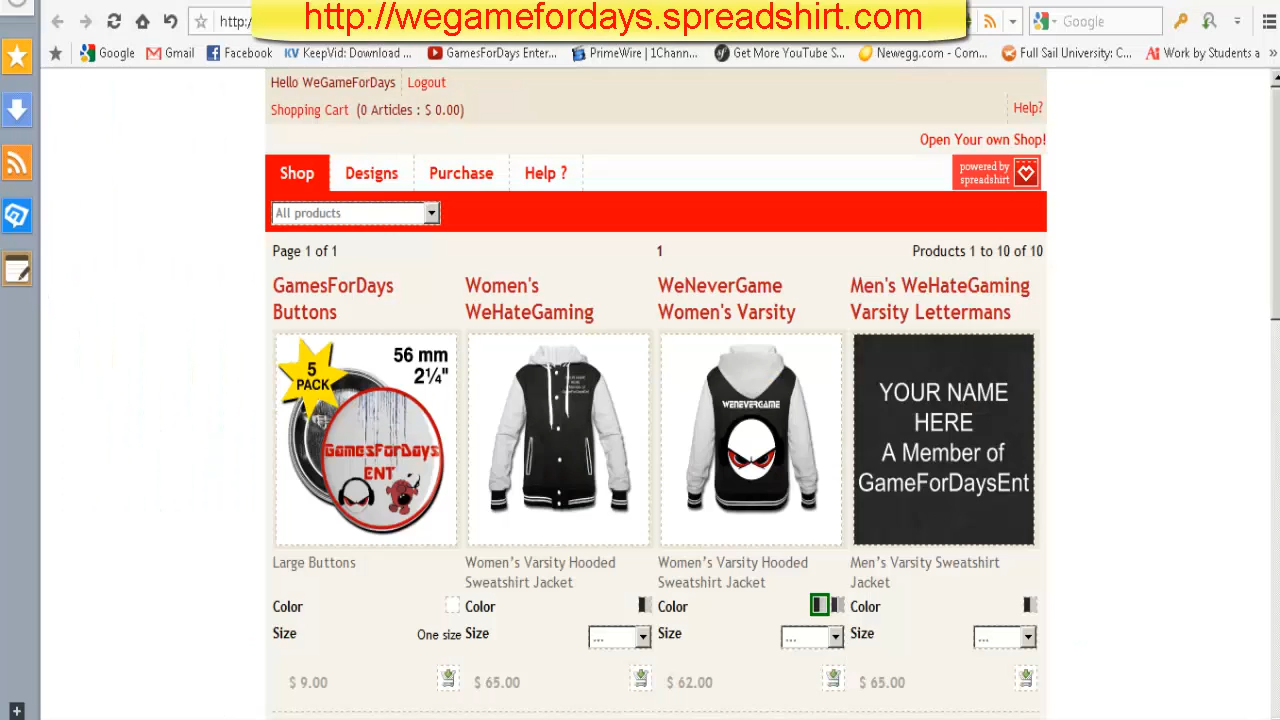 http://wegamefordays.spreadshirt.com
http:/
Google
Google
Gmail
Facebook
KV KeepVid: Download ...
GamesForDays Enter...
PrimeWire | 1Chann...
Get More YouTube S...
Newegg.com - Com...
Full Sail University: C...
Ai Work by Students a
Hello WeGameForDays
Logout
Shopping Cart (0 Articles : $ 0.00)
Help?
Open Your own Shop!
Shop
Designs
Purchase
Help ?
powered by
spreadshirt
All products
Page 1 of 1
1
Products 1 to 10 of 10
GamesForDays
Buttons
Women's
WeHateGaming
WeNeverGame
Women's Varsity
Men's WeHateGaming
Varsity Lettermans
5
PACK
56 mm
2¼"
GamesForDays
ENT
WENEVERGAME
YOUR NAME
HERE
A Member of
GameForDaysEnt
Large Buttons
Women’s Varsity Hooded
Sweatshirt Jacket
Women’s Varsity Hooded
Sweatshirt Jacket
Men’s Varsity Sweatshirt
Jacket
Color
Color
Color
Color
Size
One size
Size
...
Size
...
Size
...
$ 9.00
$ 65.00
$ 62.00
$ 65.00